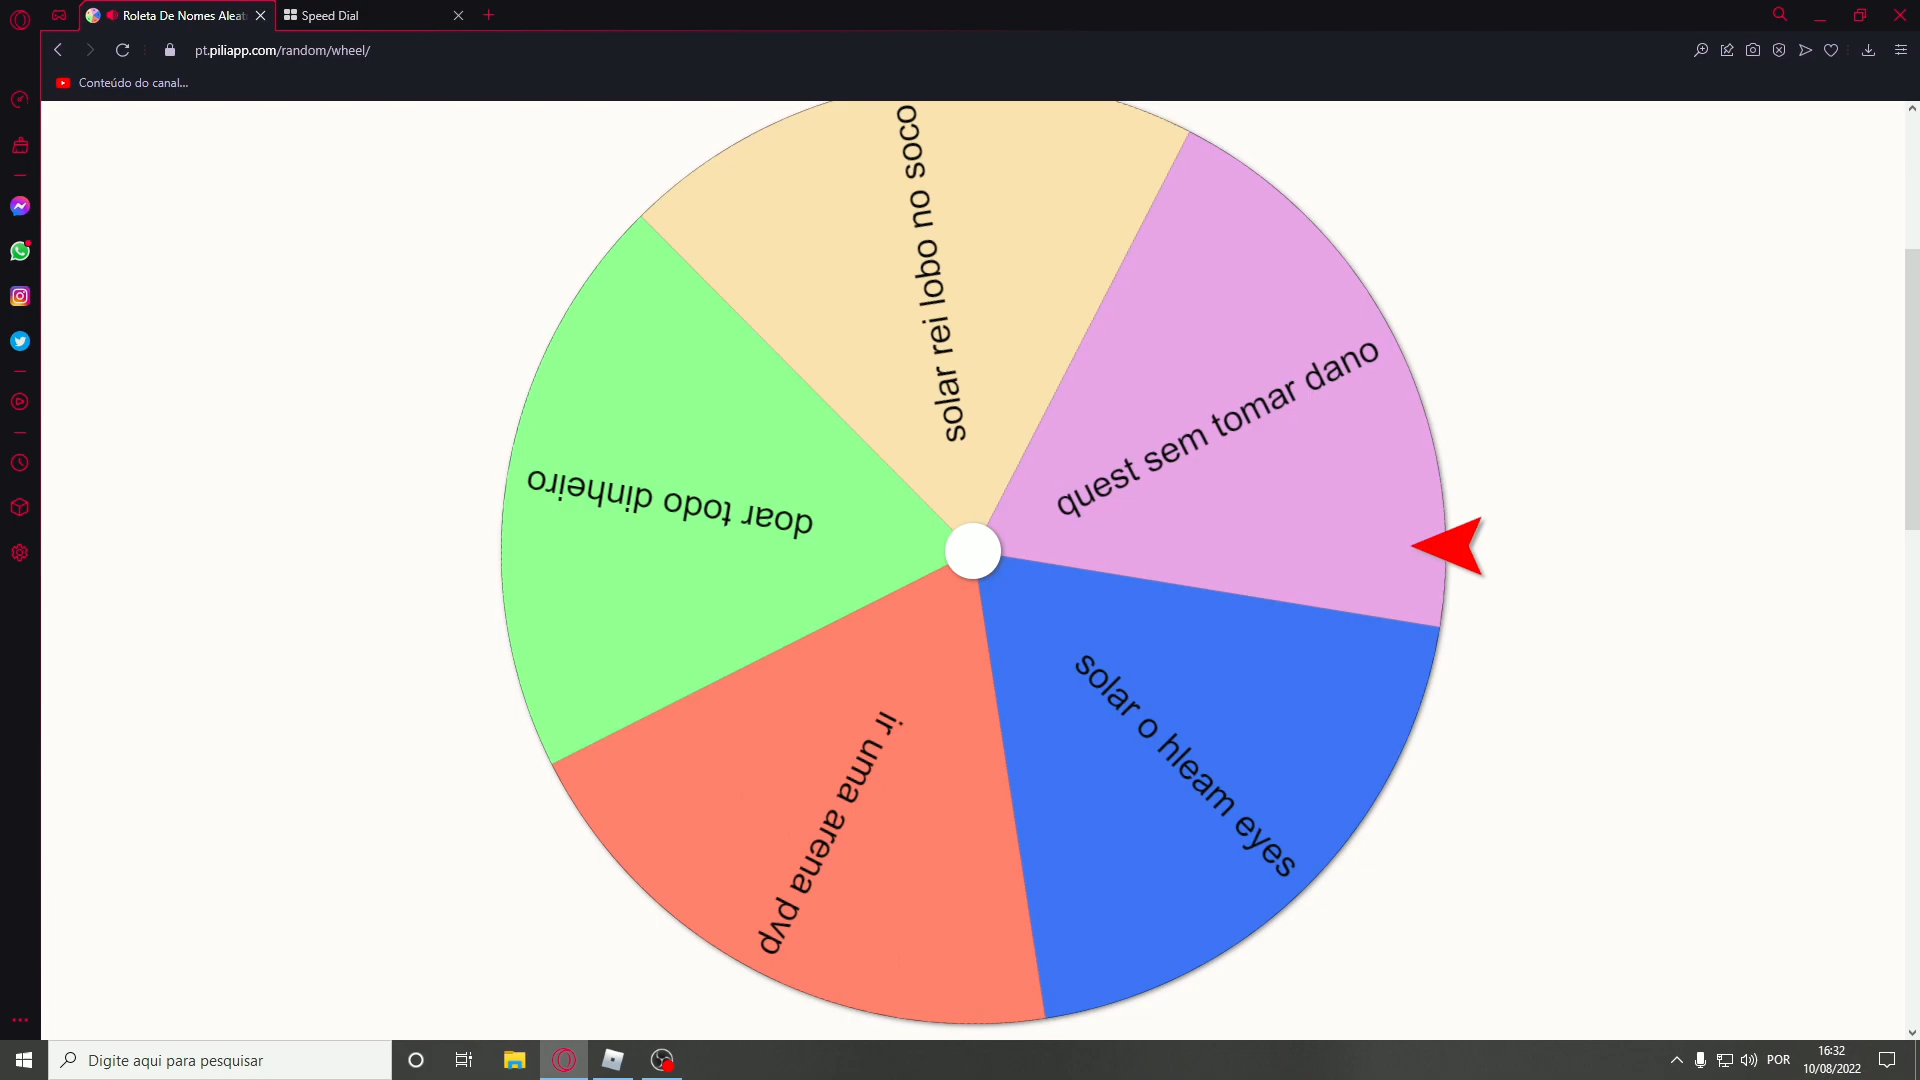 Roleta De Nomes Aleat
Speed Dial
pt.piliapp.com/random/wheel/
Conteúdo do canal...
solar rei lobo no soco
quest sem tomar dano
doar todo dinheiro
solar o hleam eyes
ir uma arena pvp
Digite aqui para pesquisar
POR
16:32
10/08/2022